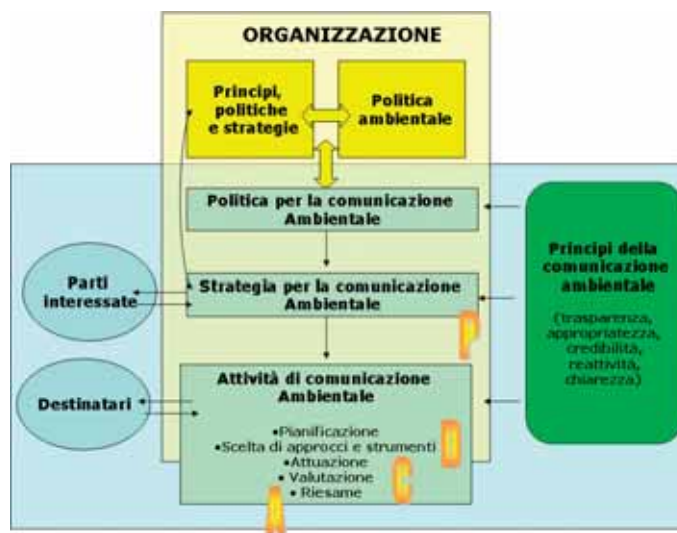 ORGANIZZAZIONE
Principi,
politiche
e strategie
Politica
ambientale
Politica per la comunicazione
Ambientale
Principi della
comunicazione
ambientale
(trasparenza,
appropriatezza,
credibilità,
reattività,
chiarezza)
Parti
interessate
Strategia per la comunicazione
Ambientale
P
Attività di comunicazione
Ambientale
Destinatari
•Pianificazione
•Scelta di approcci e strumenti)
D
•Attuazione
• Valutazione
C
• Riesame
A